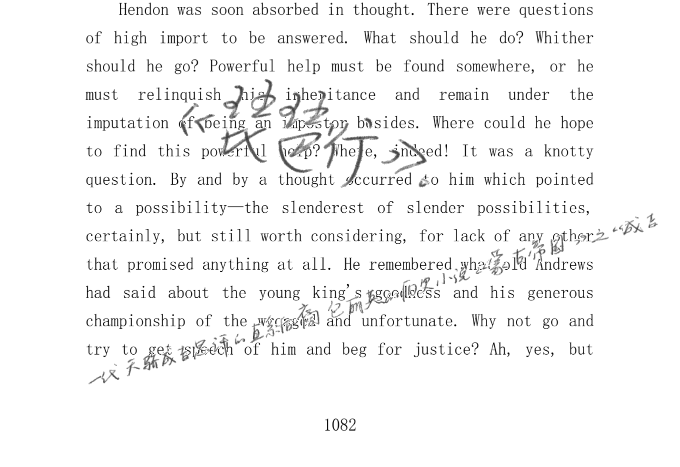 Hendon was soon absorbed in thought. There were questions
of high import to be answered. What should he do? Whither
should he go? Powerful help must be found somewhere, or he
must relinquish his inheritance and remain under the
imputation of being an impostor besides. Where could he hope
to find this powerful help? Where, indeed! It was a knotty
question. By and by a thought occurred to him which pointed
to a possibility—the slenderest of slender possibilities,
certainly, but still worth considering, for lack of any other
that promised anything at all. He remembered what old Andrews
had said about the young king's goodness and his generous
championship of the wronged and unfortunate. Why not go and
try to get speech of him and beg for justice? Ah, yes, but
1082